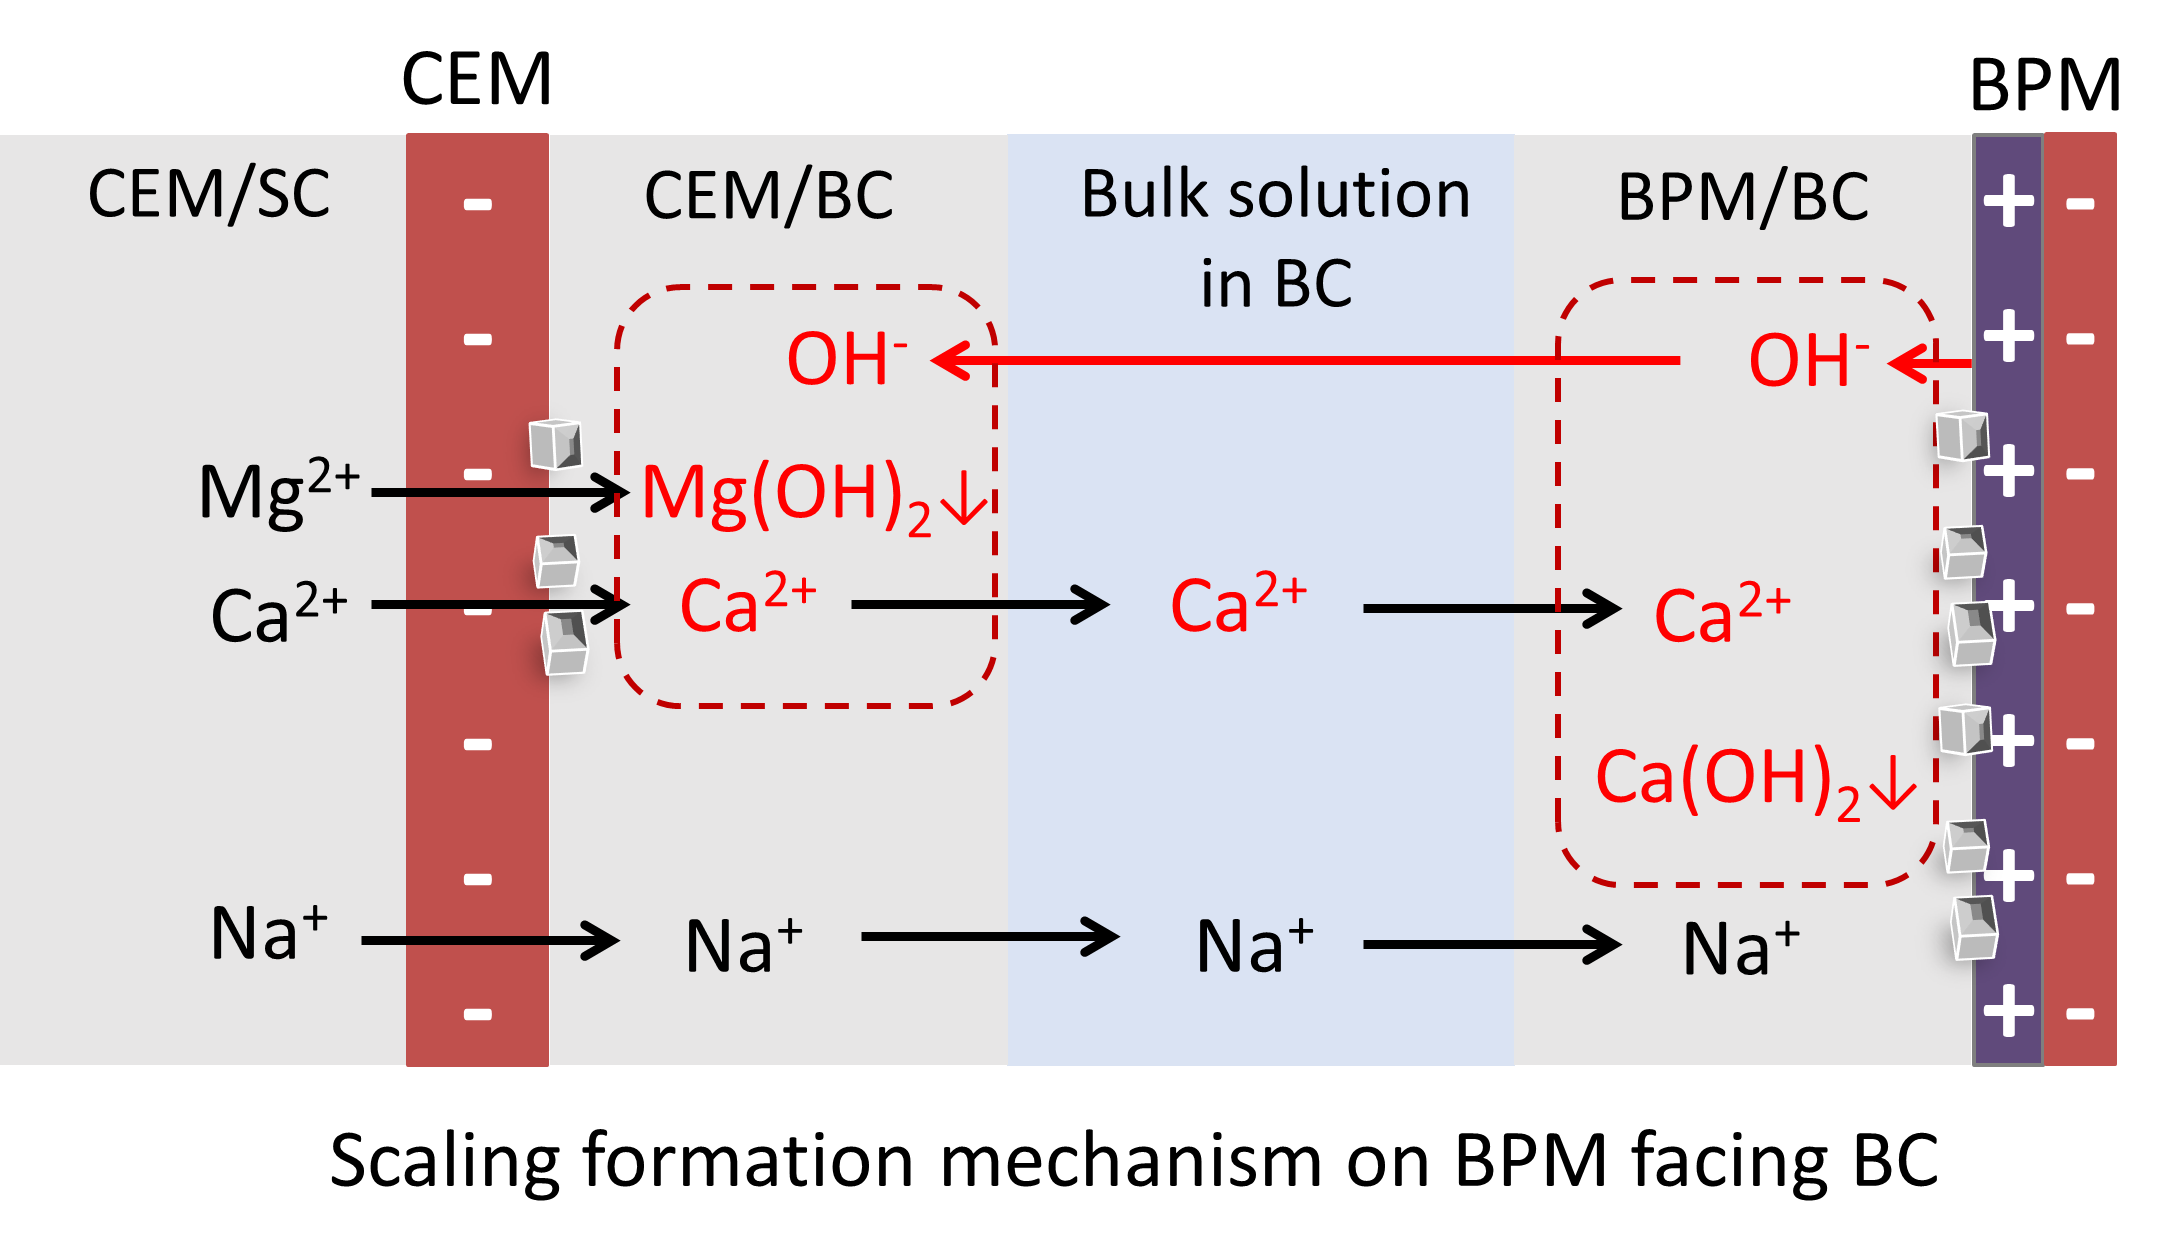 CEM
BPM
CEM/SC
CEM/BC
Bulk solution
in BC
BPM/BC
OH⁻
OH⁻
Mg²⁺
Mg(OH)₂↓
Ca²⁺
Ca²⁺
Ca²⁺
Ca²⁺
Ca(OH)₂↓
Na⁺
Na⁺
Na⁺
Na⁺
Scaling formation mechanism on BPM facing BC